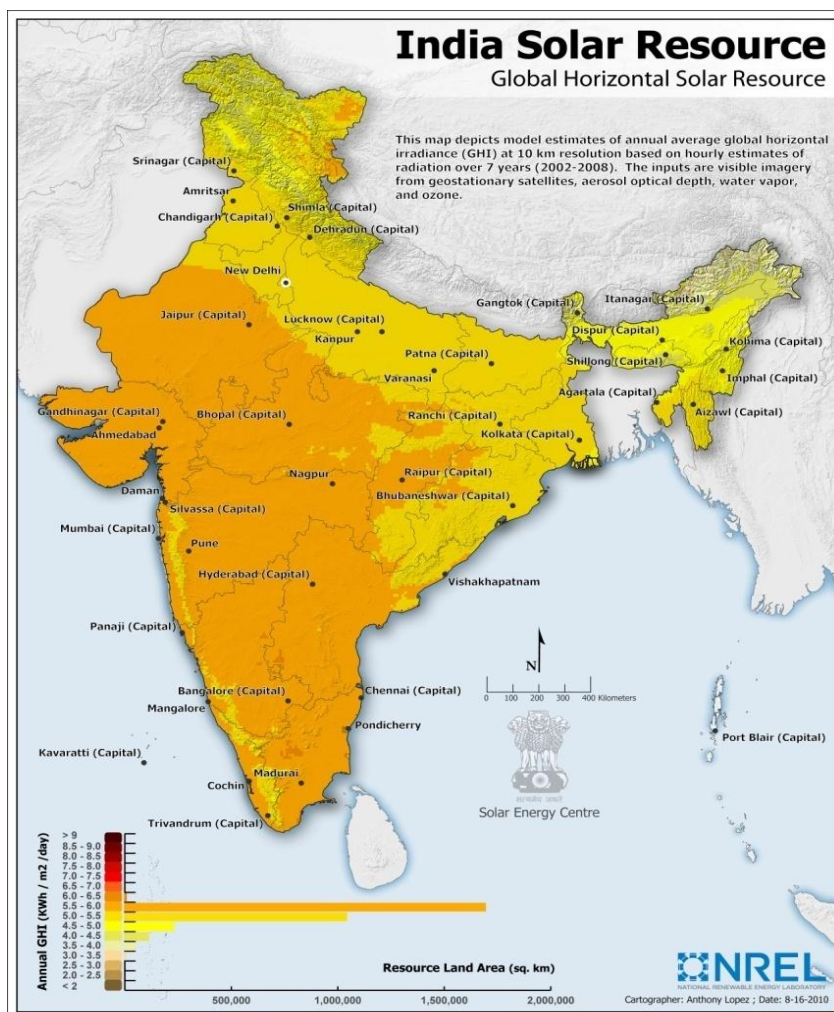 India Solar Resource
Global Horizontal Solar Resource
This map depicts model estimates of annual average global horizontal
irradiance (GHI) at 10 km resolution based on hourly estimates of
radiation over 7 years (2002-2008). The inputs are visible imagery
from geostationary satellites, aerosol optical depth, water vapor,
and ozone.
Srinagar (Capital)
Amritsar
Shimla (Capital)
Chandigarh (Capital)
Dehradun (Capital)
New Delhi
Gangtok (Capital)
Itanagar (Capital)
Jaipur (Capital)
Lucknow (Capital)
Dispur (Capital)
Kanpur
Kohima (Capital)
Patna (Capital)
Shillong (Capital)
Varanasi
Imphal (Capital)
Agartala (Capital)
Gandhinagar (Capital)
Bhopal (Capital)
Ranchi (Capital)
Aizawl (Capital)
Ahmedabad
Kolkata (Capital)
Nagpur
Raipur (Capital)
Daman
Bhubaneshwar (Capital)
Silvassa (Capital)
Mumbai (Capital)
Pune
Hyderabad (Capital)
Vishakhapatnam
Panaji (Capital)
N
Bangalore (Capital)
Chennai (Capital)
0 100 200 400 Kilometers
Mangalore
Pondicherry
Port Blair (Capital)
Kavaratti (Capital)
Madurai
Cochin
Solar Energy Centre
Trivandrum (Capital)
Annual GHI (KWh / m2 /day)
> 9
8.5 - 9.0
8.0 - 8.5
7.5 - 8.0
7.0 - 7.5
6.5 - 7.0
6.0 - 6.5
5.5 - 6.0
5.0 - 5.5
4.5 - 5.0
4.0 - 4.5
3.5 - 4.0
3.0 - 3.5
2.5 - 3.0
2.0 - 2.5
< 2
Resource Land Area (sq. km)
500,000 1,000,000 1,500,000 2,000,000
NREL
NATIONAL RENEWABLE ENERGY LABORATORY
Cartographer: Anthony Lopez ; Date: 8-16-2010